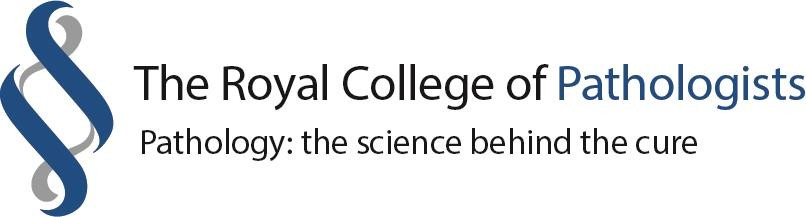 The Royal College of Pathologists
Pathology: the science behind the cure